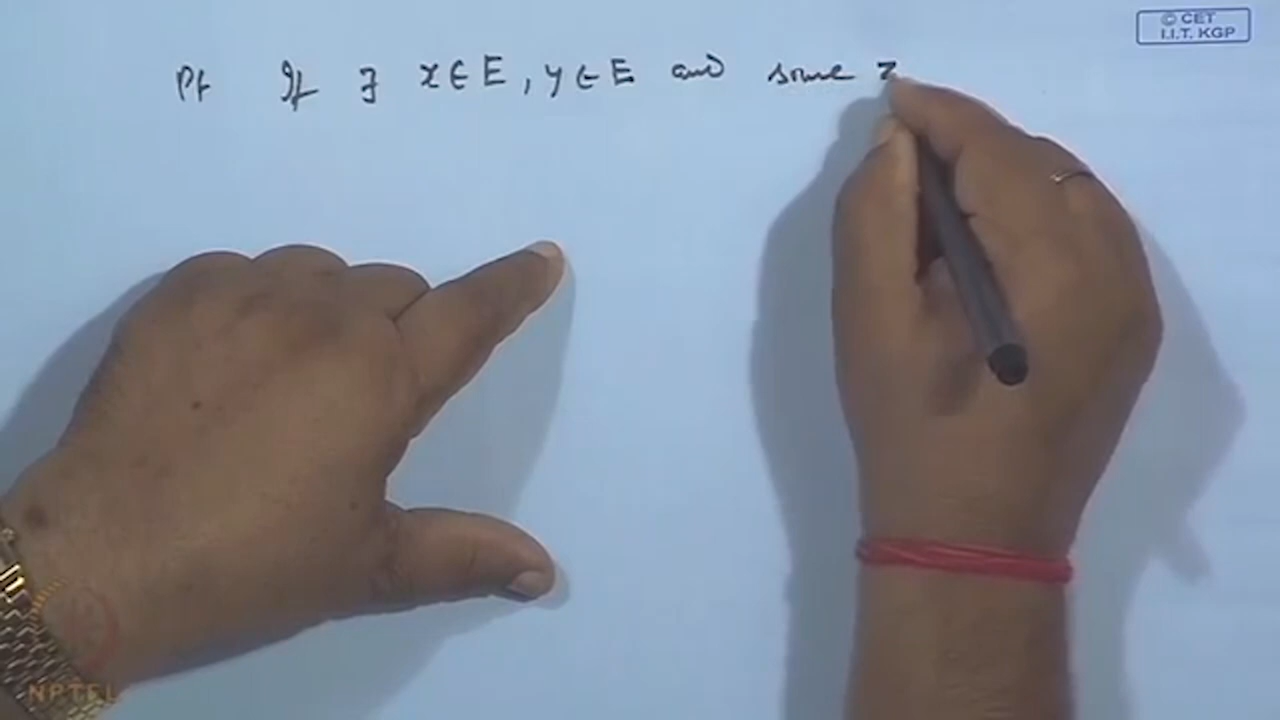 © CET
I.I.T. KGP
Pf If ∃ x ∈ E, y ∈ E and some z
NPTEL